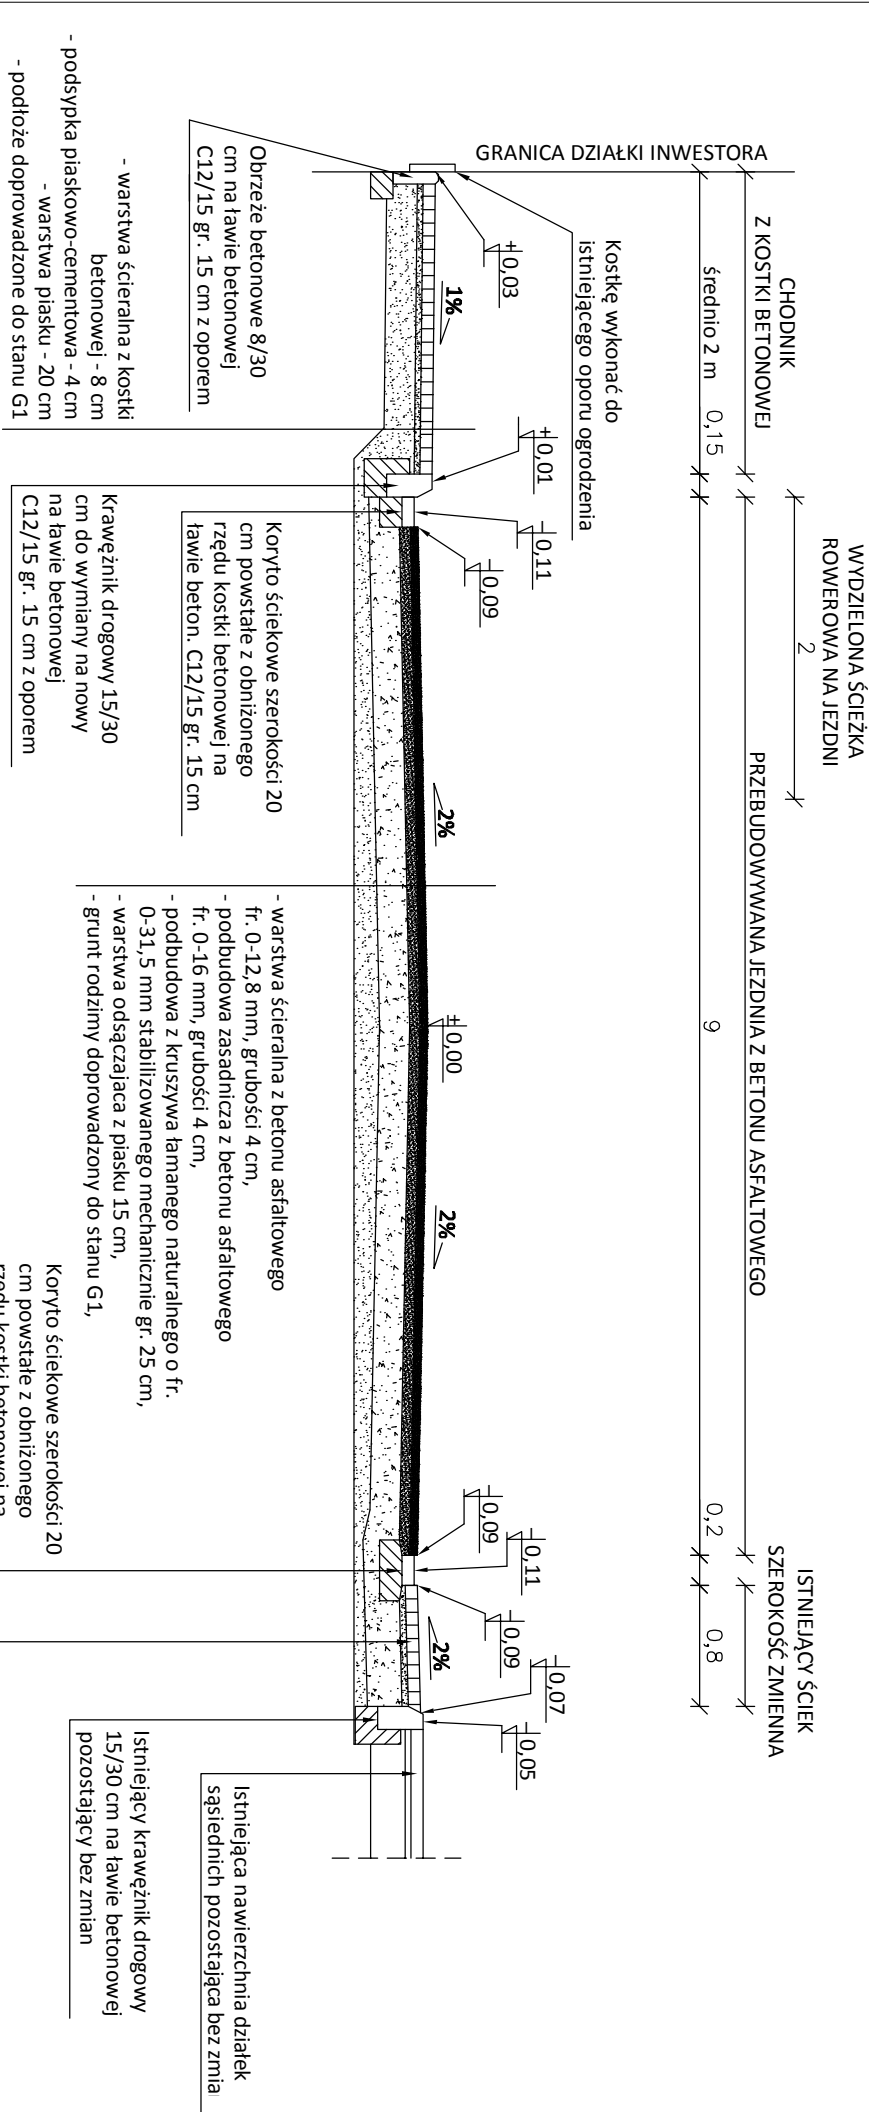 WYDZIELONA ŚCIEŻKA
ROWEROWA NA JEZDNI
2
CHODNIK
Z KOSTKI BETONOWEJ
PRZEBUDOWYWANA JEZDNIA Z BETONU ASFALTOWEGO
ISTNIEJĄCY ŚCIEK
SZEROKOŚĆ ZMIENNA
średnio 2 m
0,15
9
0,2
0,8
GRANICA DZIAŁKI INWESTORA
Kostkę wykonać do
istniejącego oporu ogrodzenia
+0,03
+0,01
-0,11
-0,09
±0,00
-0,09
-0,11
-0,09
-0,07
-0,05
1%
2%
2%
2%
Obrzeże betonowe 8/30
cm na ławie betonowej
C12/15 gr. 15 cm z oporem
- warstwa ścieralna z kostki
betonowej - 8 cm
- podsypka piaskowo-cementowa - 4 cm
- warstwa piasku - 20 cm
- podłoże doprowadzone do stanu G1
Koryto ściekowe szerokości 20
cm powstałe z obniżonego
rzędu kostki betonowej na
ławie beton. C12/15 gr. 15 cm
Krawężnik drogowy 15/30
cm do wymiany na nowy
na ławie betonowej
C12/15 gr. 15 cm z oporem
- warstwa ścieralna z betonu asfaltowego
fr. 0-12,8 mm, grubości 4 cm,
- podbudowa zasadnicza z betonu asfaltowego
fr. 0-16 mm, grubości 4 cm,
- podbudowa z kruszywa łamanego naturalnego o fr.
0-31,5 mm stabilizowanego mechanicznie gr. 25 cm,
- warstwa odsączajaca z piasku 15 cm,
- grunt rodzimy doprowadzony do stanu G1,
Koryto ściekowe szerokości 20
cm powstałe z obniżonego
rzędu kostki betonowej na
Istniejąca nawierzchnia działek
sąsiednich pozostająca bez zmia
Istniejący krawężnik drogowy
15/30 cm na ławie betonowej
pozostający bez zmian